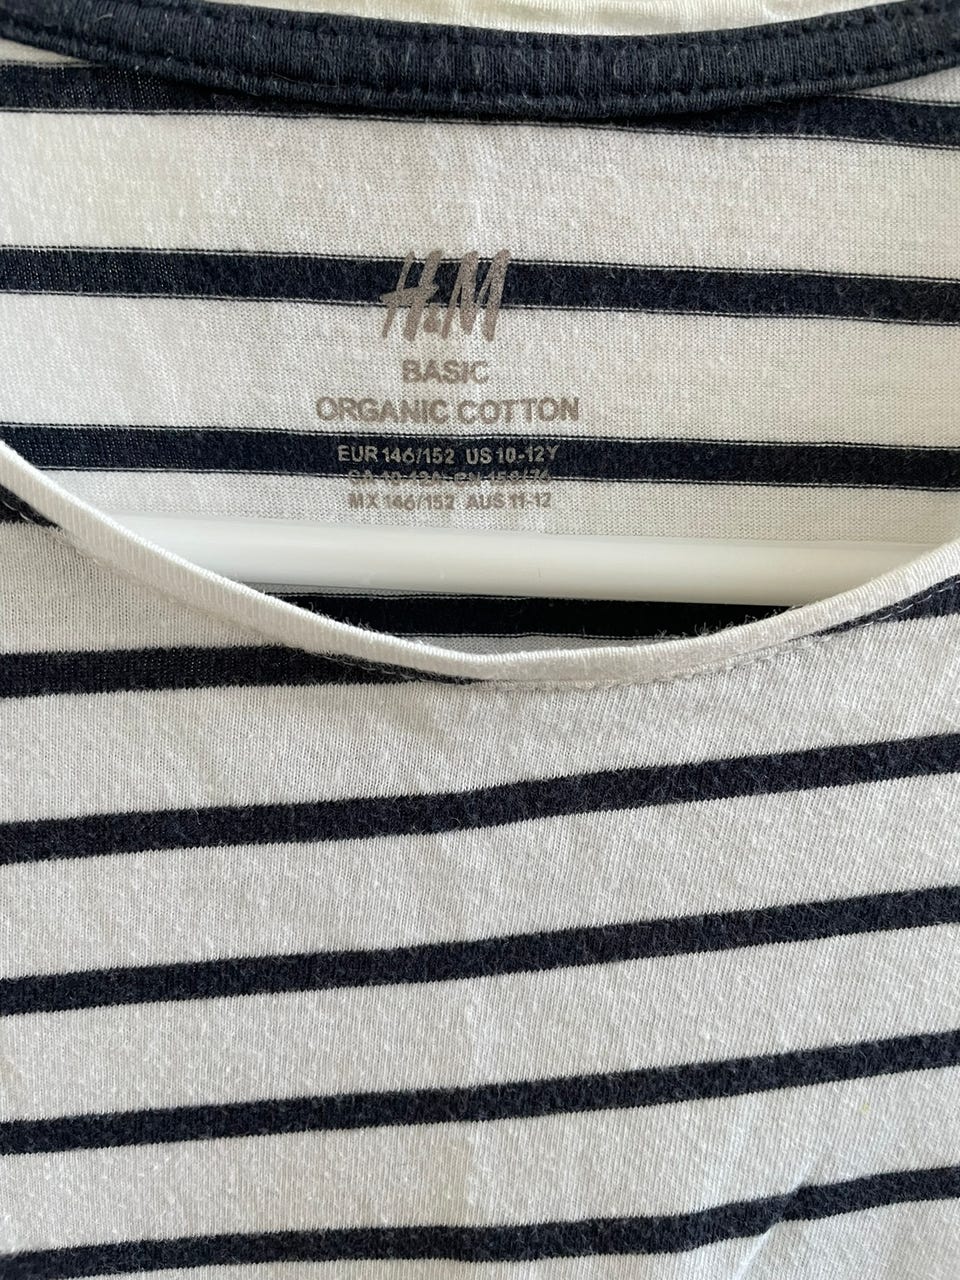 H&M
BASIC
ORGANIC COTTON
EUR 146/152 US 10-12Y
MX 146/152 AUS 11-12